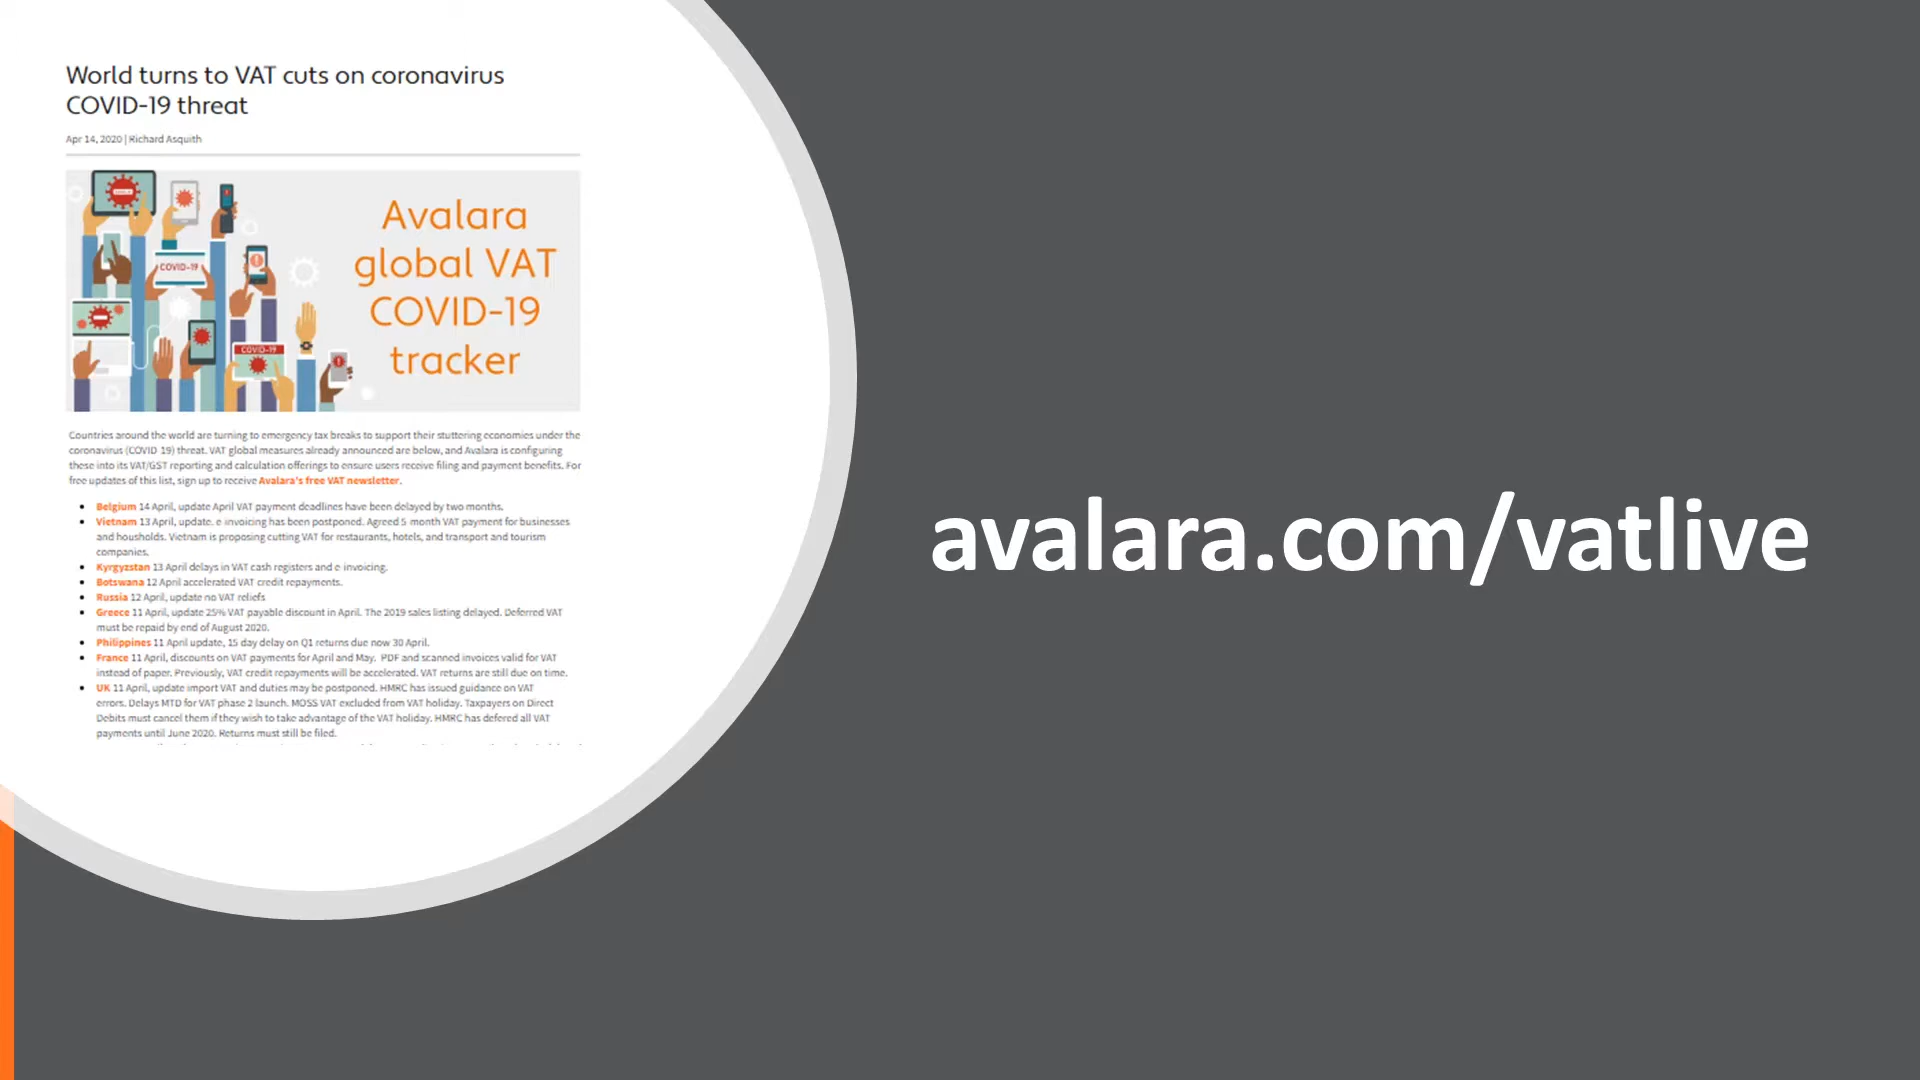 World turns to VAT cuts on coronavirus
COVID-19 threat
Apr 14, 2020 | Richard Asquith
COVID-19
COVID-19
Avalara
global VAT
COVID-19
tracker
Countries around the world are turning to emergency tax breaks to support their stuttering economies under the
coronavirus (COVID 19) threat. VAT global measures already announced are below, and Avalara is configuring
these into its VAT/GST reporting and calculation offerings to ensure users receive filing and payment benefits. For
free updates of this list, sign up to receive Avalara's free VAT newsletter.
• Belgium 14 April, update April VAT payment deadlines have been delayed by two months.
• Vietnam 13 April, update. e invoicing has been postponed. Agreed 5 month VAT payment for businesses
and housholds. Vietnam is proposing cutting VAT for restaurants, hotels, and transport and tourism
companies.
• Kyrgyzstan 13 April delays in VAT cash registers and e invoicing.
• Botswana 12 April accelerated VAT credit repayments.
• Russia 12 April, update no VAT reliefs
• Greece 11 April, update 25% VAT payable discount in April. The 2019 sales listing delayed. Deferred VAT
must be repaid by end of August 2020.
• Philippines 11 April update, 15 day delay on Q1 returns due now 30 April.
• France 11 April, discounts on VAT payments for April and May. PDF and scanned invoices valid for VAT
instead of paper. Previously, VAT credit repayments will be accelerated. VAT returns are still due on time.
• UK 11 April, update import VAT and duties may be postponed. HMRC has issued guidance on VAT
errors. Delays MTD for VAT phase 2 launch. MOSS VAT excluded from VAT holiday. Taxpayers on Direct
Debits must cancel them if they wish to take advantage of the VAT holiday. HMRC has defered all VAT
payments until June 2020. Returns must still be filed.
avalara.com/vatlive